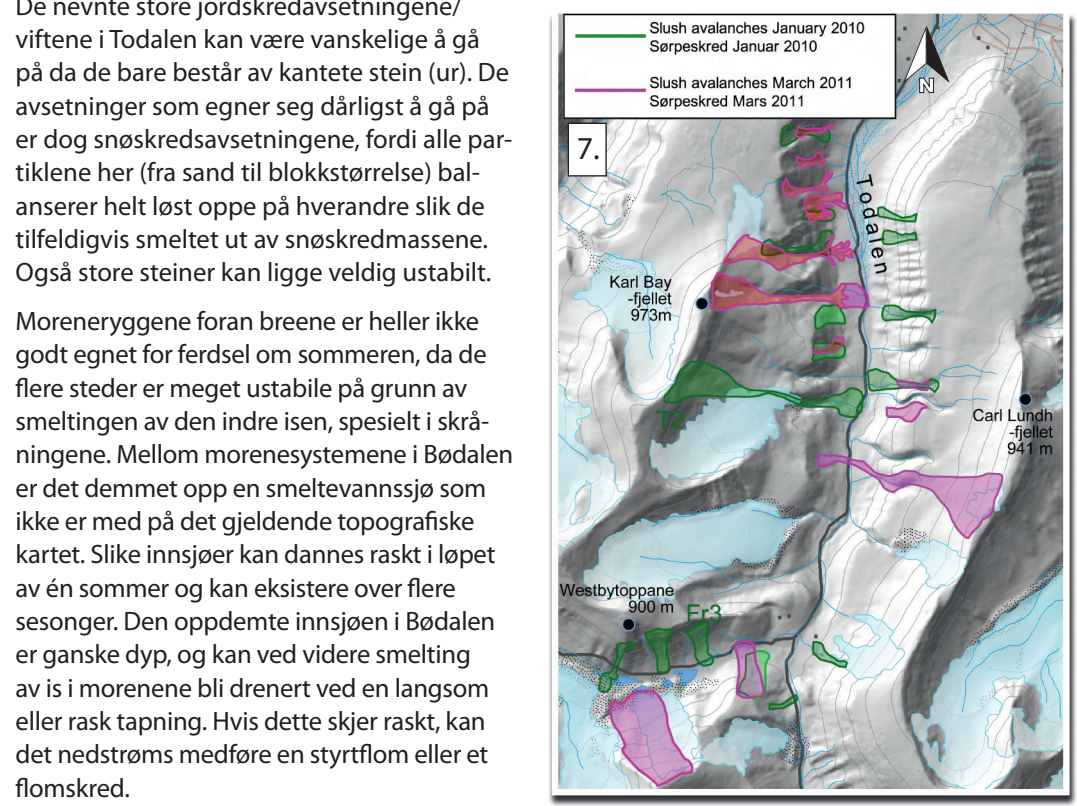 De nevnte store jordskredavsetningene/
viftene i Todalen kan være vanskelige å gå
på da de bare består av kantete stein (ur). De
avsetninger som egner seg dårligst å gå på
er dog snøskredsavsetningene, fordi alle par-
tiklene her (fra sand til blokkstørrelse) bal-
anserer helt løst oppe på hverandre slik de
tilfeldigvis smeltet ut av snøskredmassene.
Også store steiner kan ligge veldig ustabilt.
Moreneryggene foran breene er heller ikke
godt egnet for ferdsel om sommeren, da de
flere steder er meget ustabile på grunn av
smeltingen av den indre isen, spesielt i skrå-
ningene. Mellom morenesystemene i Bødalen
er det demmet opp en smeltevannssjø som
ikke er med på det gjeldende topografiske
kartet. Slike innsjøer kan dannes raskt i løpet
av én sommer og kan eksistere over flere
sesonger. Den oppdemte innsjøen i Bødalen
er ganske dyp, og kan ved videre smelting
av is i morenene bli drenert ved en langsom
eller rask tapning. Hvis dette skjer raskt, kan
det nedstrøms medføre en styrtflom eller et
flomskred.
Slush avalanches January 2010
Sørpeskred Januar 2010
Slush avalanches March 2011
Sørpeskred Mars 2011
N
7.
Todalen
Karl Bay
-fjellet
973m
T2
Carl Lundh
-fjellet
941 m
Westbytoppane
900 m
Fr3